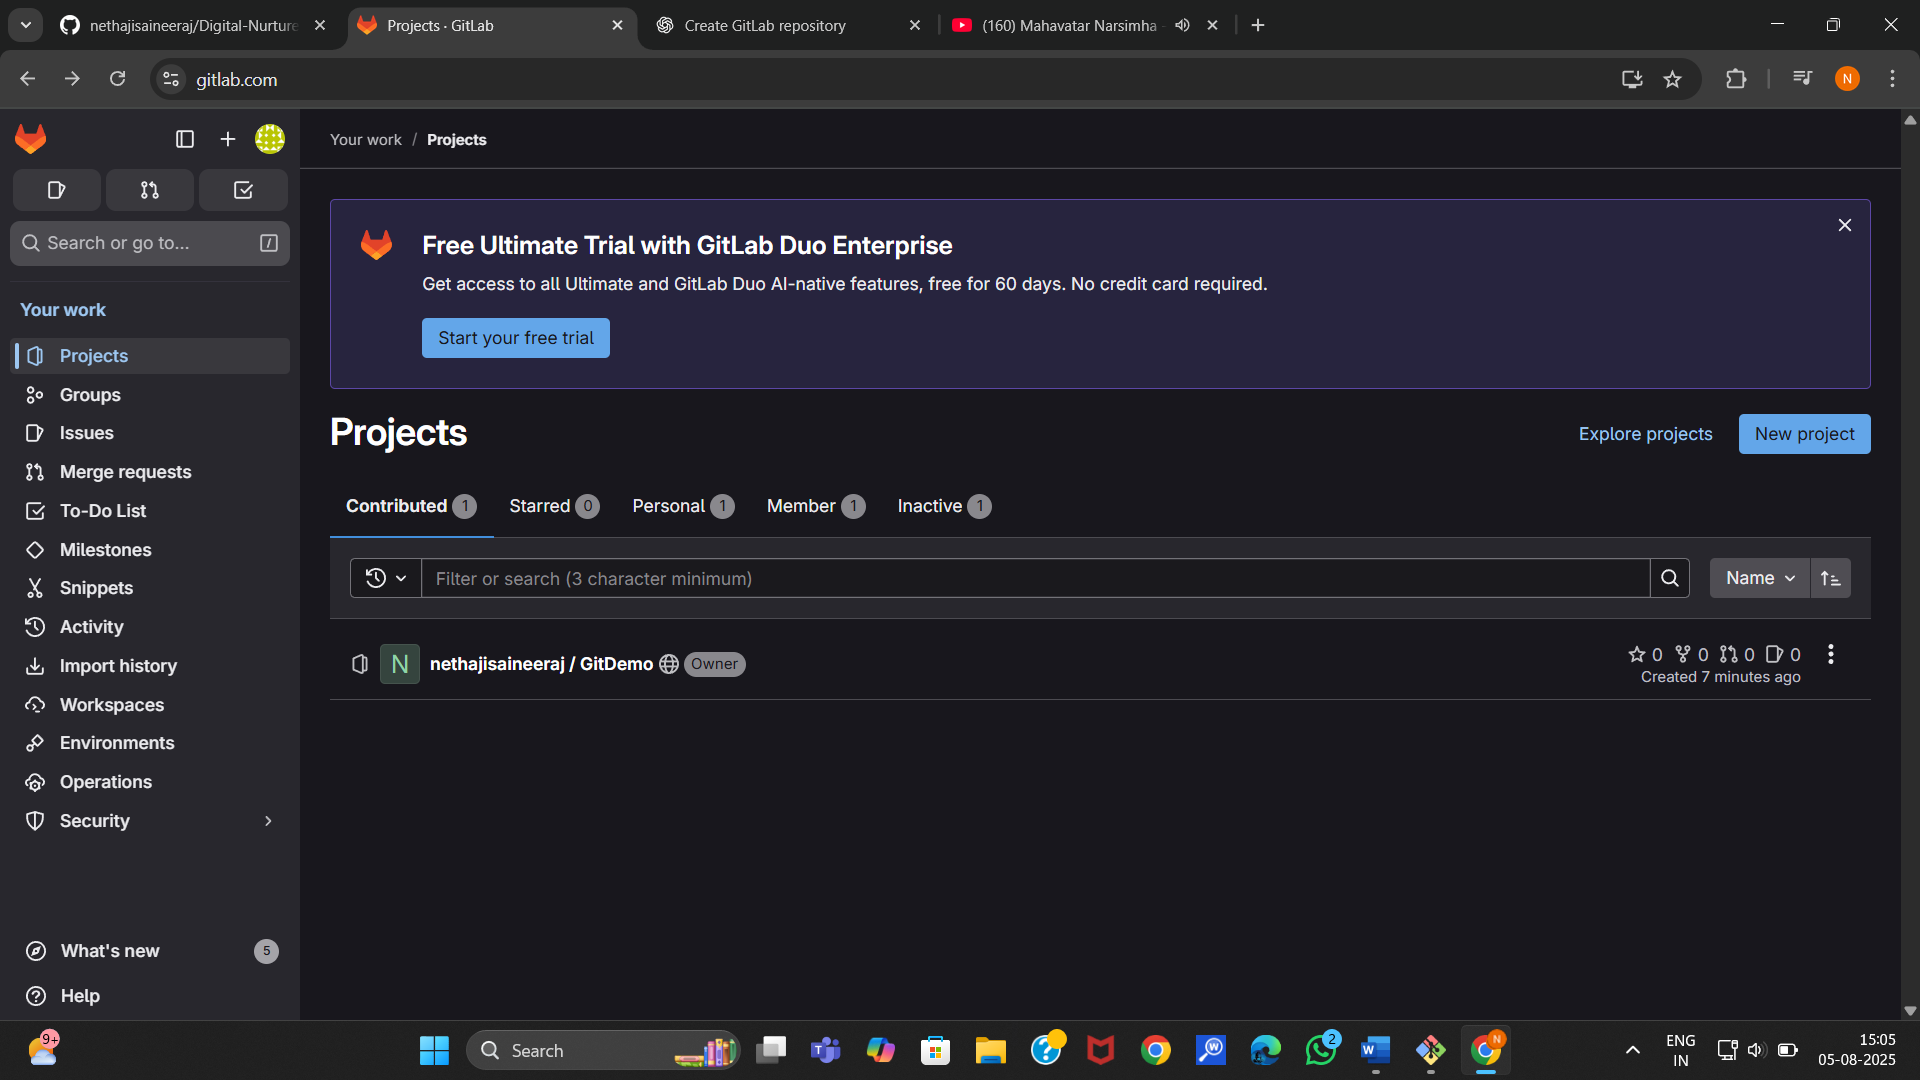 nethajisaineeraj/Digital-Nurture
Projects · GitLab
Create GitLab repository
(160) Mahavatar Narsimha
gitlab.com
N
Your work / Projects
Search or go to...
/
Your work
Projects
Groups
Issues
Merge requests
To-Do List
Milestones
Snippets
Activity
Import history
Workspaces
Environments
Operations
Security
What's new 5
Help
Free Ultimate Trial with GitLab Duo Enterprise
Get access to all Ultimate and GitLab Duo AI-native features, free for 60 days. No credit card required.
Start your free trial
Projects
Explore projects
New project
Contributed 1
Starred 0
Personal 1
Member 1
Inactive 1
Filter or search (3 character minimum)
Name
N
nethajisaineeraj / GitDemo
Owner
0 0 0 0
Created 7 minutes ago
9+
Search
W
2
W
N
ENG
IN
15:05
05-08-2025